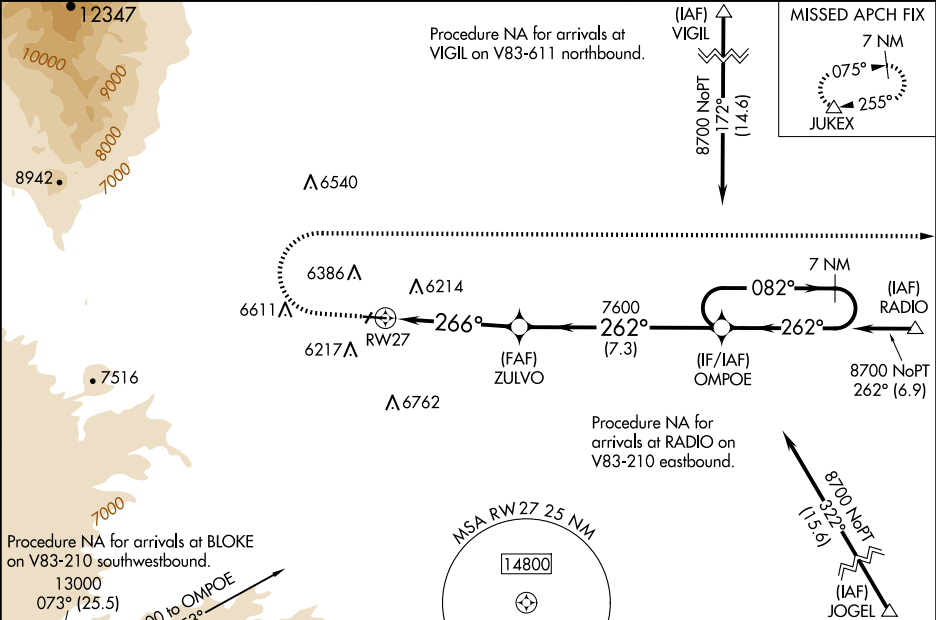 12347
10000
9000
8000
7000
8942
Procedure NA for arrivals at
VIGIL on V83-611 northbound.
(IAF)
VIGIL
8700 NoPT
172°
(14.6)
MISSED APCH FIX
7 NM
075°
255°
JUKEX
6540
6386
6214
6611
6217
RW27
266°
(FAF)
ZULVO
7600
262°
(7.3)
(IF/IAF)
OMPOE
082°
7 NM
262°
(IAF)
RADIO
8700 NoPT
262° (6.9)
7516
6762
Procedure NA for
arrivals at RADIO on
V83-210 eastbound.
7000
Procedure NA for arrivals at BLOKE
on V83-210 southwestbound.
13000
073° (25.5)
to OMPOE
MSA RW27 25 NM
14800
8700 NoPT
322°
(15.6)
(IAF)
JOGEL